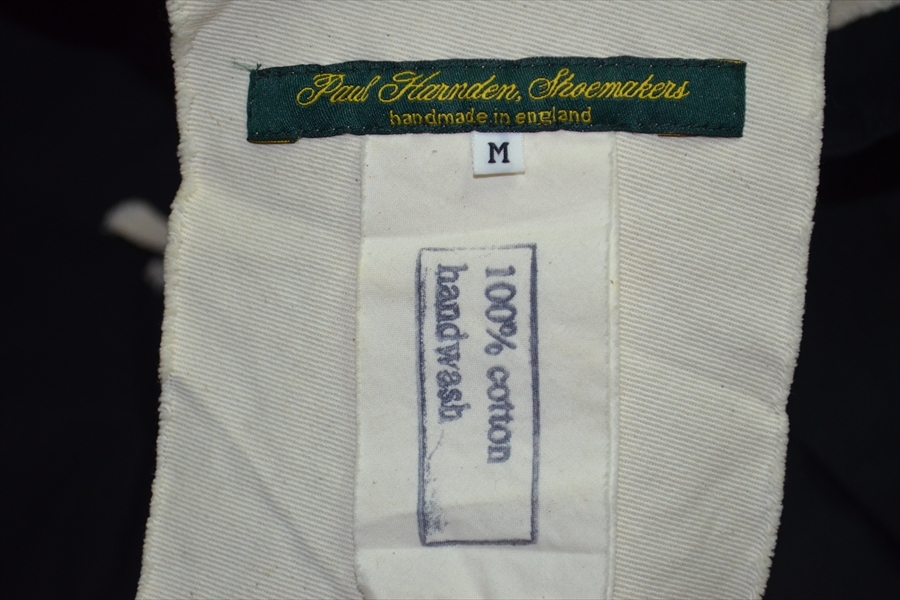 Paul Harnden, Shoemakers
handmade in england
M
100% cotton
handwash